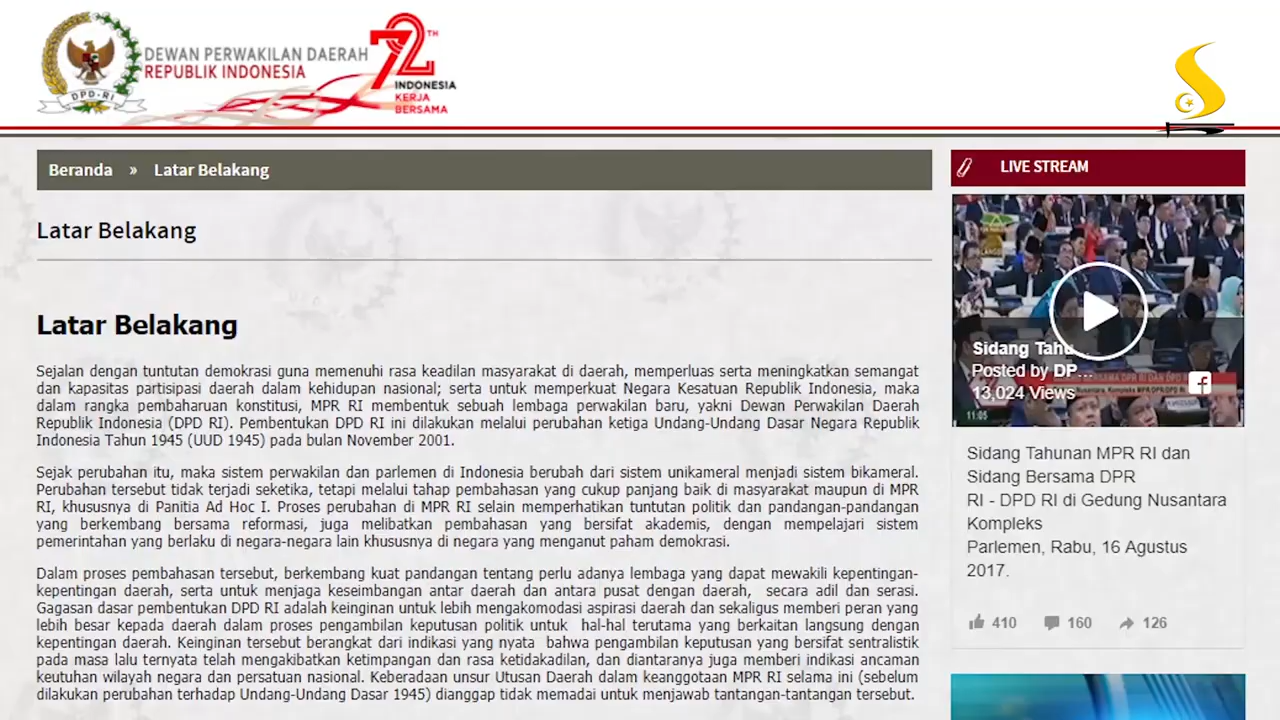 DEWAN PERWAKILAN DAERAH
REPUBLIK INDONESIA
DPD-RI
72TH
INDONESIA
KERJA
BERSAMA
Beranda » Latar Belakang
Latar Belakang
Latar Belakang
Sejalan dengan tuntutan demokrasi guna memenuhi rasa keadilan masyarakat di daerah, memperluas serta meningkatkan semangat
dan kapasitas partisipasi daerah dalam kehidupan nasional; serta untuk memperkuat Negara Kesatuan Republik Indonesia, maka
dalam rangka pembaharuan konstitusi, MPR RI membentuk sebuah lembaga perwakilan baru, yakni Dewan Perwakilan Daerah
Republik Indonesia (DPD RI). Pembentukan DPD RI ini dilakukan melalui perubahan ketiga Undang-Undang Dasar Negara Republik
Indonesia Tahun 1945 (UUD 1945) pada bulan November 2001.
Sejak perubahan itu, maka sistem perwakilan dan parlemen di Indonesia berubah dari sistem unikameral menjadi sistem bikameral.
Perubahan tersebut tidak terjadi seketika, tetapi melalui tahap pembahasan yang cukup panjang baik di masyarakat maupun di MPR
RI, khususnya di Panitia Ad Hoc I. Proses perubahan di MPR RI selain memperhatikan tuntutan politik dan pandangan-pandangan
yang berkembang bersama reformasi, juga melibatkan pembahasan yang bersifat akademis, dengan mempelajari sistem
pemerintahan yang berlaku di negara-negara lain khususnya di negara yang menganut paham demokrasi.
Dalam proses pembahasan tersebut, berkembang kuat pandangan tentang perlu adanya lembaga yang dapat mewakili kepentingan-
kepentingan daerah, serta untuk menjaga keseimbangan antar daerah dan antara pusat dengan daerah, secara adil dan serasi.
Gagasan dasar pembentukan DPD RI adalah keinginan untuk lebih mengakomodasi aspirasi daerah dan sekaligus memberi peran yang
lebih besar kepada daerah dalam proses pengambilan keputusan politik untuk hal-hal terutama yang berkaitan langsung dengan
kepentingan daerah. Keinginan tersebut berangkat dari indikasi yang nyata bahwa pengambilan keputusan yang bersifat sentralistik
pada masa lalu ternyata telah mengakibatkan ketimpangan dan rasa ketidakadilan, dan diantaranya juga memberi indikasi ancaman
keutuhan wilayah negara dan persatuan nasional. Keberadaan unsur Utusan Daerah dalam keanggotaan MPR RI selama ini (sebelum
dilakukan perubahan terhadap Undang-Undang Dasar 1945) dianggap tidak memadai untuk menjawab tantangan-tantangan tersebut.
LIVE STREAM
Sidang Tahu...
Posted by DP...
13,024 Views
11:05
Sidang Tahunan MPR RI dan
Sidang Bersama DPR
RI - DPD RI di Gedung Nusantara
Kompleks
Parlemen, Rabu, 16 Agustus
2017.
410 160 126